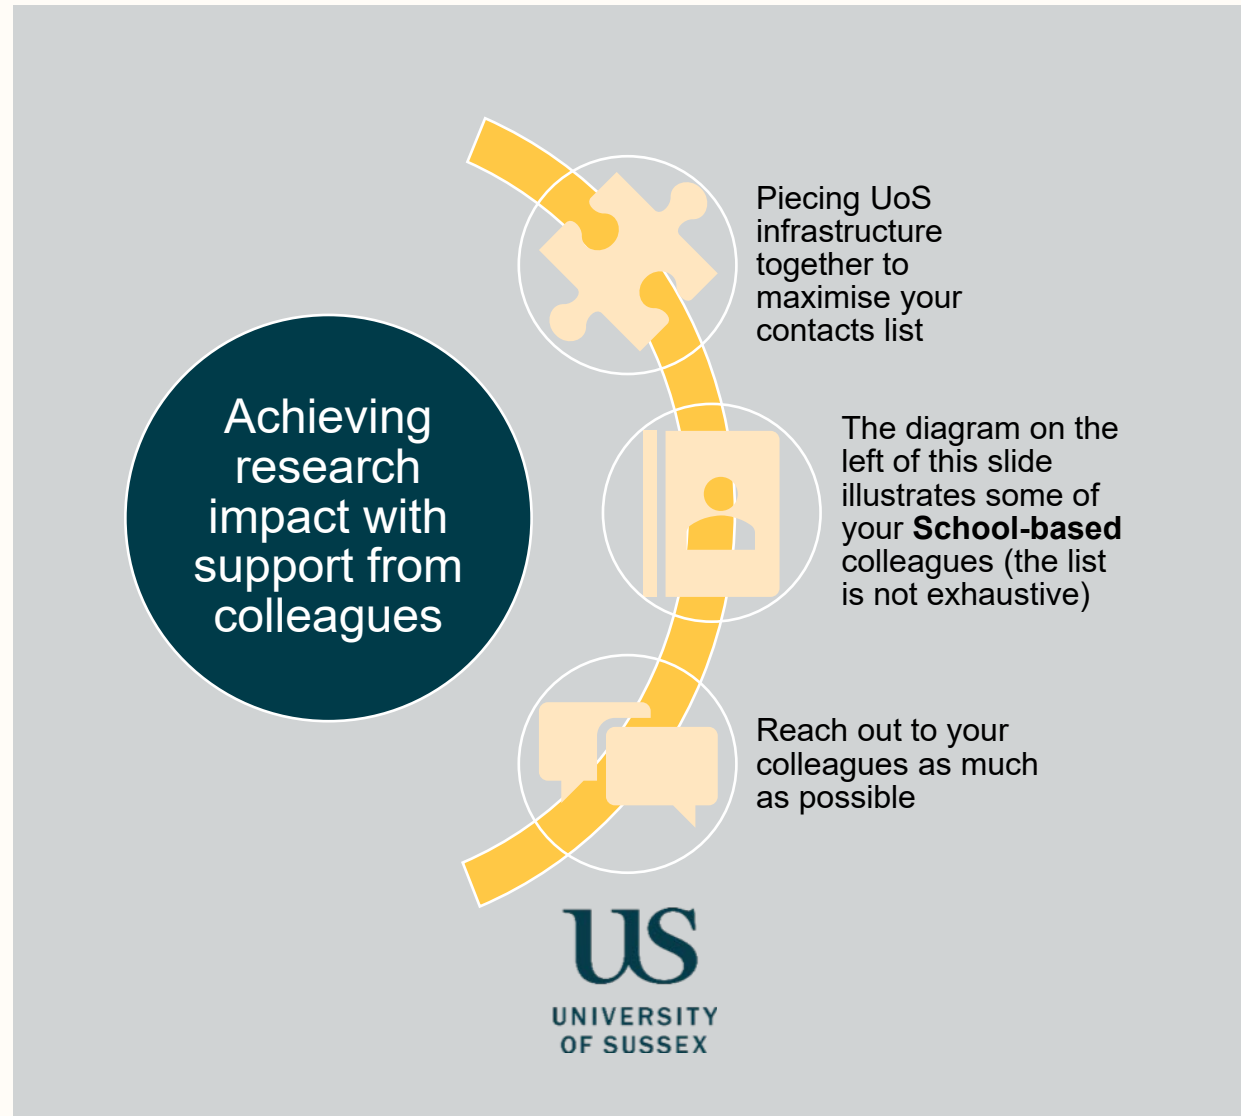 Achieving
research
impact with
support from
colleagues
Piecing UoS
infrastructure
together to
maximise your
contacts list
The diagram on the
left of this slide
illustrates some of
your School-based
colleagues (the list
is not exhaustive)
Reach out to your
colleagues as much
as possible
US
UNIVERSITY
OF SUSSEX